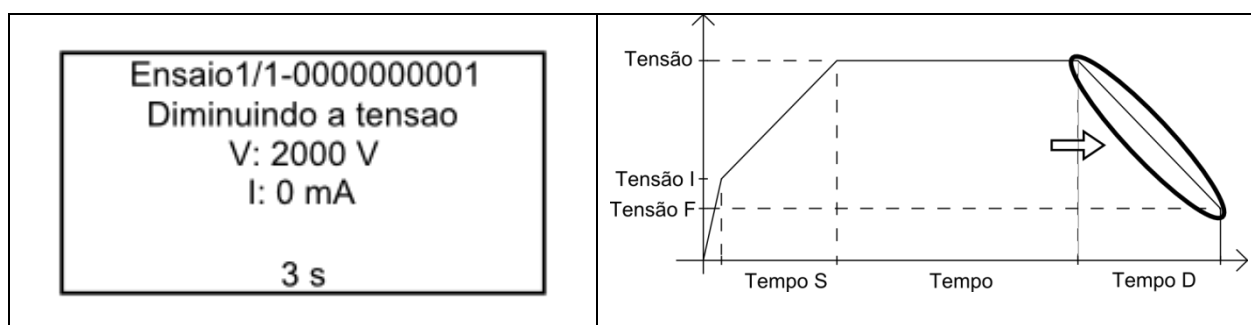 Ensaio1/1-0000000001
Diminuindo a tensao
V: 2000 V
I: 0 mA
3 s
Tensão
Tensão I
Tensão F
Tempo S
Tempo
Tempo D